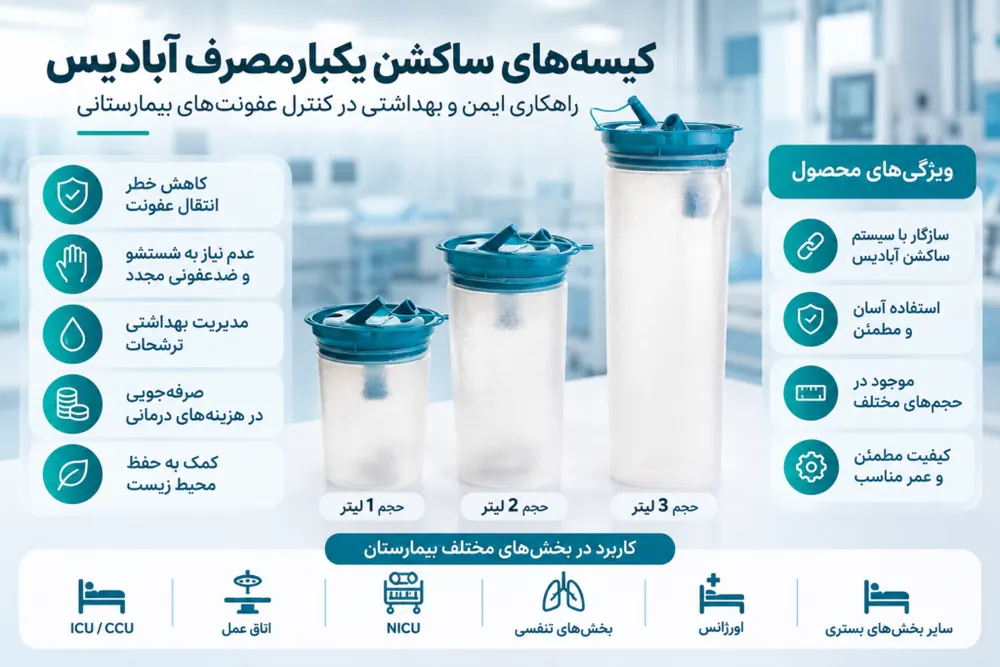 کیسه‌های ساکشن یکبارمصرف آبادیس
راهکاری ایمن و بهداشتی در کنترل عفونت‌های بیمارستانی
ویژگی‌های محصول
سازگار با سیستم
ساکشن آبادیس
استفاده آسان
و مطمئن
موجود در
حجم‌های مختلف
کیفیت مطمئن
و عمر مناسب
کاهش خطر
انتقال عفونت
عدم نیاز به شستشو
و ضدعفونی مجدد
مدیریت بهداشتی
ترشحات
صرفه‌جویی
در هزینه‌های درمانی
کمک به حفظ
محیط زیست
حجم 3 لیتر
حجم 2 لیتر
حجم 1 لیتر
کاربرد در بخش‌های مختلف بیمارستان
سایر بخش‌های بستری
اورژانس
بخش‌های تنفسی
NICU
اتاق عمل
ICU / CCU